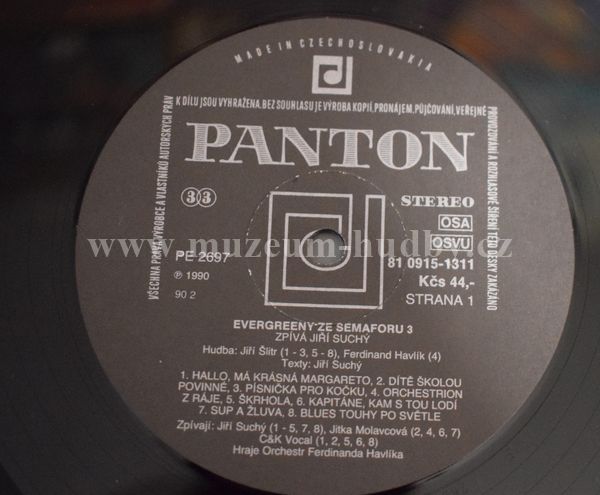 MADE IN CZECHOSLOVAKIA
VŠECHNA PRÁVA VÝROBCE A VLASTNÍKŮ AUTORSKÝCH PRÁV
K DÍLU JSOU VYHRAŽENA. BEZ SOUHLASU JE VÝROBA KOPIÍ, PRONÁJEM, PŮJČOVÁNÍ, VEŘEJNÉ
PROVOZOVÁNÍ A ROZHLASOVÉ ŠÍŘENÍ TÉTO DESKY ZAKÁZÁNO
PANTON
33
STEREO
OSA
OSVU
www.muzeum-hudby.cz
PE 2697
81 0915-1311
℗ 1990
Kčs 44,-
90 2
STRANA 1
EVERGREENY ZE SEMAFORU 3
ZPÍVÁ JIŘÍ SUCHÝ
Hudba: Jiří Šlitr (1 - 3, 5 - 8), Ferdinand Havlík (4)
Texty: Jiří Suchý
1. HALLO, MÁ KRÁSNÁ MARGARETO, 2. DÍTĚ ŠKOLOU
POVINNÉ, 3. PÍSNIČKA PRO KOČKU, 4. ORCHESTRION
Z RÁJE, 5. ŠKRHOLA, 6. KAPITÁNE, KAM S TOU LODÍ
7. SUP A ŽLUVA, 8. BLUES TOUHY PO SVĚTLE
Zpívají: Jiří Suchý (1 - 5, 7, 8), Jitka Molavcová (2, 4, 6, 7)
C&K Vocal (1, 2, 5, 6, 8)
Hraje Orchestr Ferdinanda Havlíka